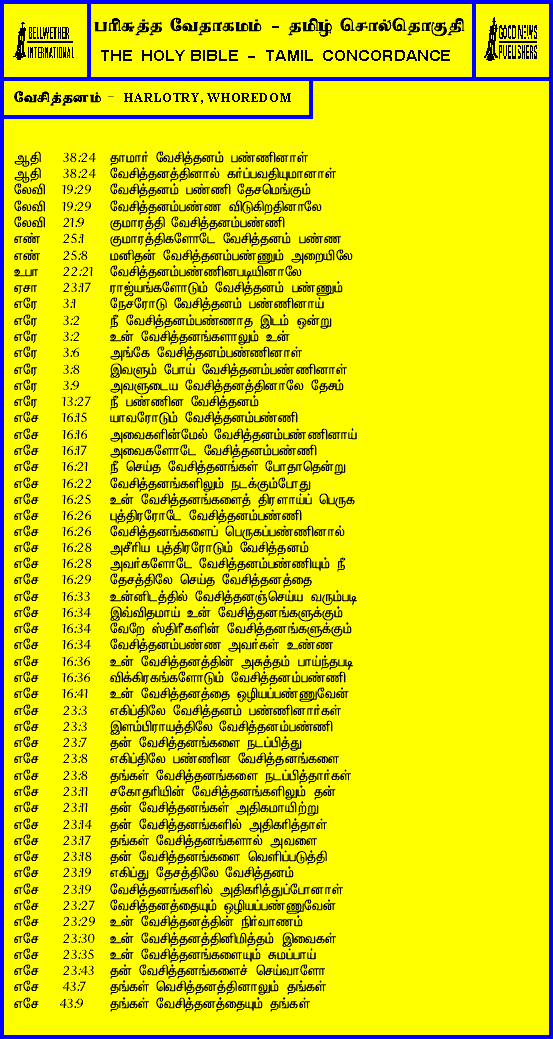 BELLWETHER
INTERNATIONAL
பரிசுத்த வேதாகமம் - தமிழ் சொல்தொகுதி
THE HOLY BIBLE - TAMIL CONCORDANCE
GOOD NEWS
PUBLISHERS
வேசித்தனம் - HARLOTRY, WHOREDOM
ஆதி 38:24 தாமார் வேசித்தனம் பண்ணினாள்
ஆதி 38:24 வேசித்தனத்தினால் கர்ப்பவதியுமானாள்
லேவி 19:29 வேசித்தனம் பண்ணி தேசமெங்கும்
லேவி 19:29 வேசித்தனம்பண்ண விடுகிறதினாலே
லேவி 21:9 குமாரத்தி வேசித்தனம்பண்ணி
எண் 25:1 குமாரத்திகளோடே வேசித்தனம் பண்ண
எண் 25:8 மனிதன் வேசித்தனம்பண்ணும் அறையிலே
உபா 22:21 வேசித்தனம்பண்ணினபடியினாலே
ஏசா 23:17 ராஜ்யங்களோடும் வேசித்தனம் பண்ணும்
எரே 3:1 நேசரோடு வேசித்தனம் பண்ணினாய்
எரே 3:2 நீ வேசித்தனம்பண்ணாத இடம் ஒன்று
எரே 3:2 உன் வேசித்தனங்களாலும் உன்
எரே 3:6 அங்கே வேசித்தனம்பண்ணினாள்
எரே 3:8 இவளும் போய் வேசித்தனம்பண்ணினாள்
எரே 3:9 அவளுடைய வேசித்தனத்தினாலே தேசம்
எரே 13:27 நீ பண்ணின வேசித்தனம்
எசே 16:15 யாவரோடும் வேசித்தனம்பண்ணி
எசே 16:16 அவைகளின்மேல் வேசித்தனம்பண்ணினாய்
எசே 16:17 அவைகளோடே வேசித்தனம்பண்ணி
எசே 16:21 நீ செய்த வேசித்தனங்கள் போதாதென்று
எசே 16:22 வேசித்தனங்களிலும் நடக்கும்போது
எசே 16:25 உன் வேசித்தனங்களைத் திரளாய்ப் பெருக
எசே 16:26 புத்திரரோடே வேசித்தனம்பண்ணி
எசே 16:26 வேசித்தனங்களைப் பெருகப்பண்ணினால்
எசே 16:28 அசீரிய புத்திரரோடும் வேசித்தனம்
எசே 16:28 அவர்களோடே வேசித்தனம்பண்ணியும் நீ
எசே 16:29 தேசத்திலே செய்த வேசித்தனத்தை
எசே 16:33 உன்னிடத்தில் வேசித்தனஞ்செய்ய வரும்படி
எசே 16:34 இவ்விதமாய் உன் வேசித்தனங்களுக்கும்
எசே 16:34 வேறே ஸ்திரீகளின் வேசித்தனங்களுக்கும்
எசே 16:34 வேசித்தனம்பண்ண அவர்கள் உண்ண
எசே 16:36 உன் வேசித்தனத்தின் அசுத்தம் பாய்ந்தபடி
எசே 16:36 விக்கிரகங்களோடும் வேசித்தனம்பண்ணி
எசே 16:41 உன் வேசித்தனத்தை ஒழியப்பண்ணுவேன்
எசே 23:3 எகிப்திலே வேசித்தனம் பண்ணினார்கள்
எசே 23:3 இளம்பிராயத்திலே வேசித்தனம்பண்ணி
எசே 23:7 தன் வேசித்தனங்களை நடப்பித்து
எசே 23:8 எகிப்திலே பண்ணின வேசித்தனங்களை
எசே 23:8 தங்கள் வேசித்தனங்களை நடப்பித்தார்கள்
எசே 23:11 சகோதரியின் வேசித்தனங்களிலும் தன்
எசே 23:11 தன் வேசித்தனங்கள் அதிகமாயிற்று
எசே 23:14 தன் வேசித்தனங்களில் அதிகரித்தாள்
எசே 23:17 தங்கள் வேசித்தனங்களால் அவளை
எசே 23:18 தன் வேசித்தனங்களை வெளிப்படுத்தி
எசே 23:19 எகிப்து தேசத்திலே வேசித்தனம்
எசே 23:19 வேசித்தனங்களில் அதிகரித்துப்போனாள்
எசே 23:27 வேசித்தனத்தையும் ஒழியப்பண்ணுவேன்
எசே 23:29 உன் வேசித்தனத்தின் நிர்வாணம்
எசே 23:30 உன் வேசித்தனத்தினிமித்தம் இவைகள்
எசே 23:35 உன் வேசித்தனங்களையும் சுமப்பாய்
எசே 23:43 தன் வேசித்தனங்களைச் செய்வாளோ
எசே 43:7 தங்கள் வெசித்தனத்தினாலும் தங்கள்
எசே 43:9 தங்கள் வேசித்தனத்தையும் தங்கள்